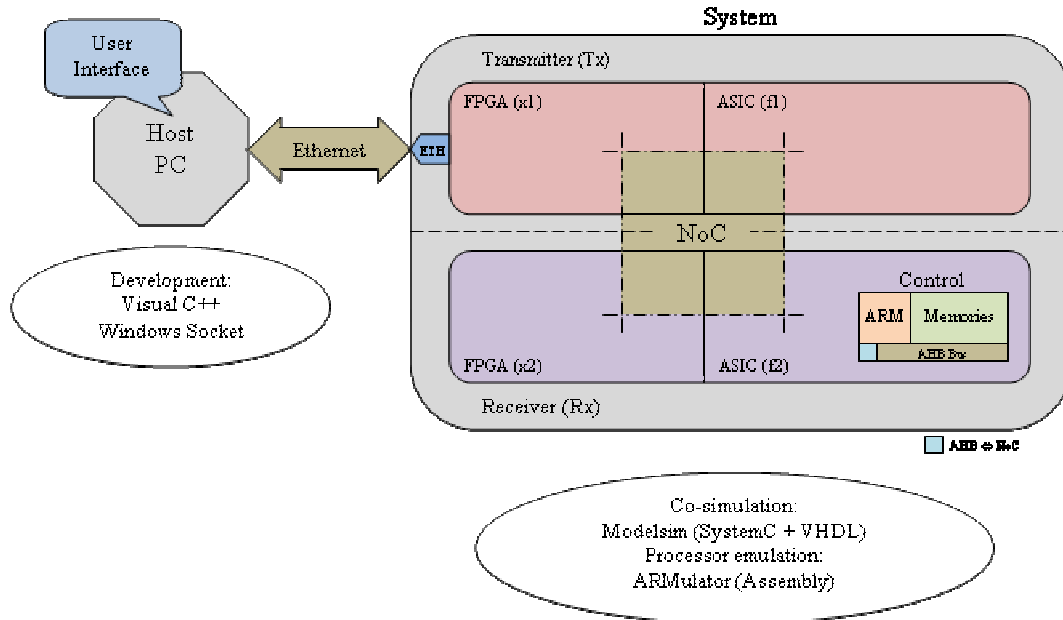 System
User
Interface
Host
PC
Ethernet
ETH
Transmitter (Tx)
FPGA (x1)
ASIC (f1)
NoC
Control
ARM
Memories
AHB Bus
FPGA (x2)
ASIC (f2)
Receiver (Rx)
AHB ⇔ NoC
Development:
Visual C++
Windows Socket
Co-simulation:
Modelsim (SystemC + VHDL)
Processor emulation:
ARMulator (Assembly)